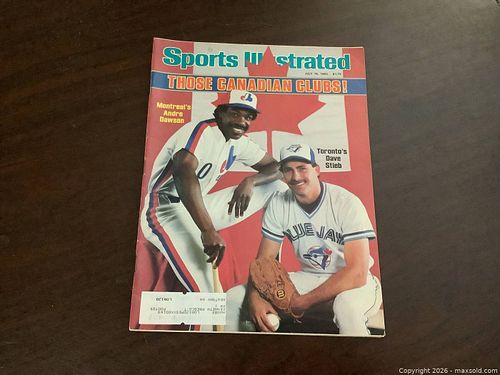 Sports Illustrated
THOSE CANADIAN CLUBS!
Montreal's
Andre
Dawson
Toronto's
Dave
Stieb
BLUE JAYS
Copyright 2026 - maxsold.com